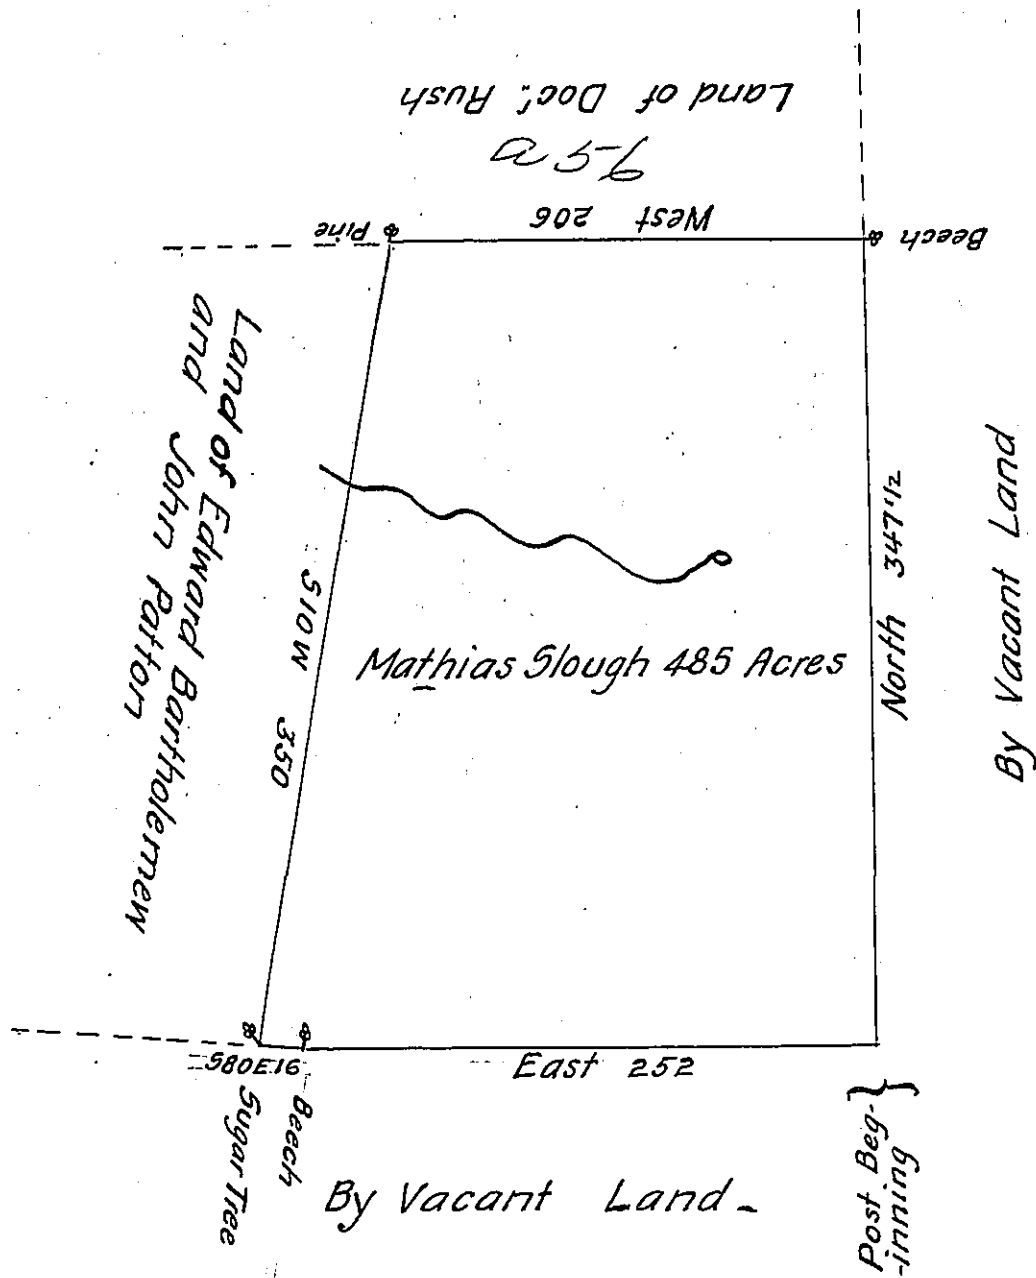 Land of Doct. Rush
West 206
Pine
Beech
Land of Edward Bartholemew
and John Patton
S10W 350
North 347 1/2
By Vacant Land
Mathias Slough 485 Acres
S80E16
East 252
Sugar Tree
Beech
Post Beg-
-inning
By Vacant Land